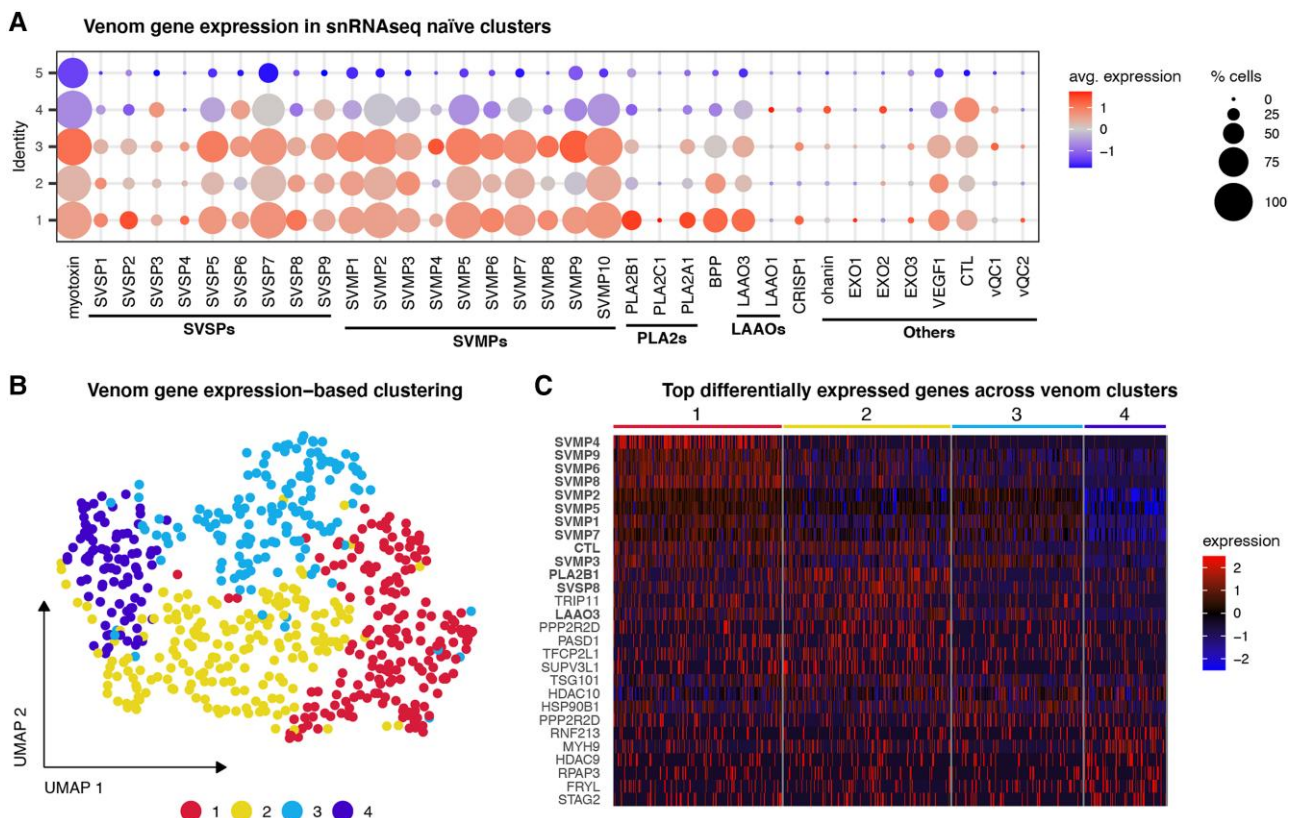 A Venom gene expression in snRNAseq naïve clusters
Identity
5
4
3
2
1
myotoxin SVSP1 SVSP2 SVSP3 SVSP4 SVSP5 SVSP6 SVSP7 SVSP8 SVSP9 SVMP1 SVMP2 SVMP3 SVMP4 SVMP5 SVMP6 SVMP7 SVMP8 SVMP9 SVMP10 PLA2B1 PLA2C1 PLA2A1 BPP LAAO3 LAAO1 CRISP1 ohanin EXO1 EXO2 EXO3 VEGF1 CTL vQC1 vQC2
SVSPs SVMPs PLA2s LAAOs Others
avg. expression
1
0
−1
% cells
0
25
50
75
100
B Venom gene expression−based clustering
UMAP 2
UMAP 1
1 2 3 4
C Top differentially expressed genes across venom clusters
1 2 3 4
SVMP4
SVMP9
SVMP6
SVMP8
SVMP2
SVMP5
SVMP1
SVMP7
CTL
SVMP3
PLA2B1
SVSP8
TRIP11
LAAO3
PPP2R2D
PASD1
TFCP2L1
SUPV3L1
TSG101
HDAC10
HSP90B1
PPP2R2D
RNF213
MYH9
HDAC9
RPAP3
FRYL
STAG2
expression
2
1
0
−1
−2